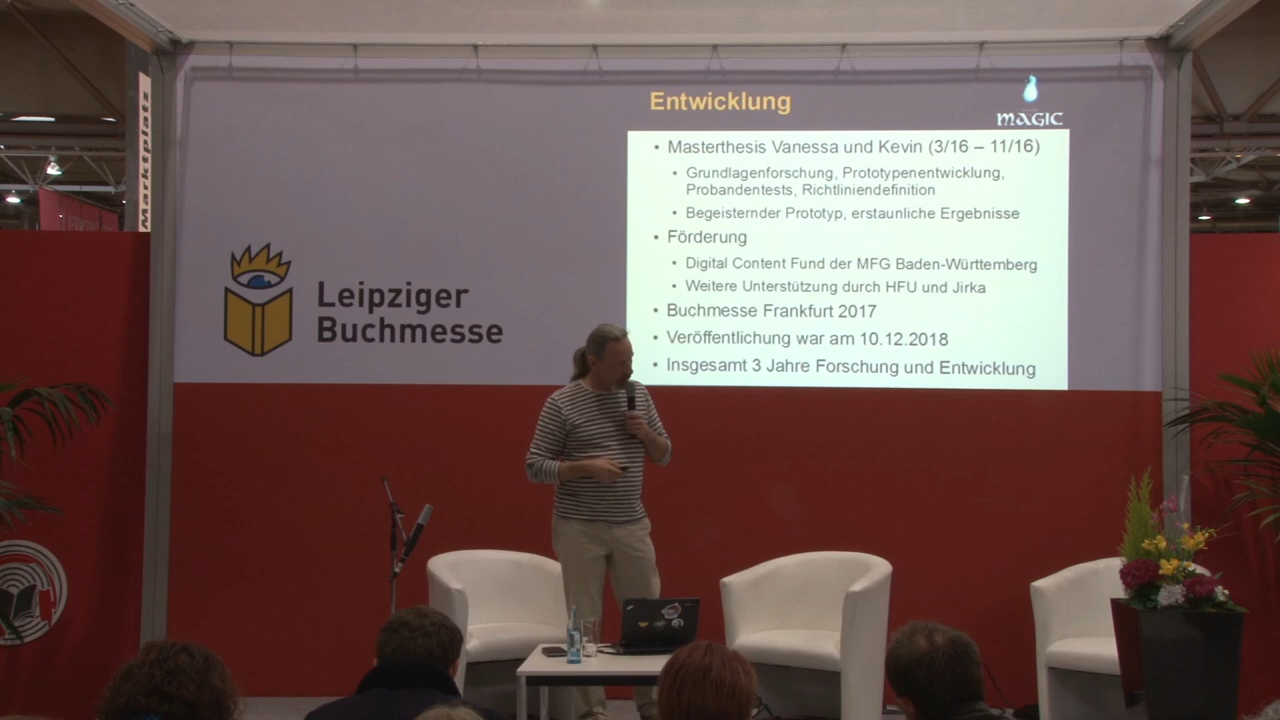 Marktplatz
Leipziger
Buchmesse
Entwicklung
MAGIC
• Masterthesis Vanessa und Kevin (3/16 – 11/16)
• Grundlagenforschung, Prototypenentwicklung,
Probandentests, Richtliniendefinition
• Begeisternder Prototyp, erstaunliche Ergebnisse
• Förderung
• Digital Content Fund der MFG Baden-Württemberg
• Weitere Unterstützung durch HFU und Jirka
• Buchmesse Frankfurt 2017
• Veröffentlichung war am 10.12.2018
• Insgesamt 3 Jahre Forschung und Entwicklung